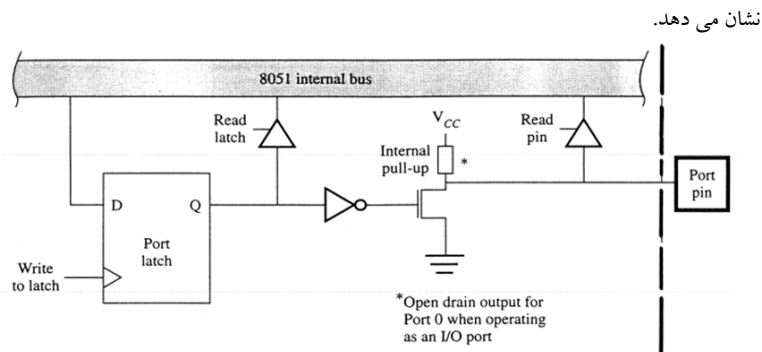 نشان می دهد.
8051 internal bus
Read
latch
V_CC
Read
pin
Internal
pull-up
*
Port
pin
D
Q
Port
latch
Write
to latch
*Open drain output for
Port 0 when operating
as an I/O port